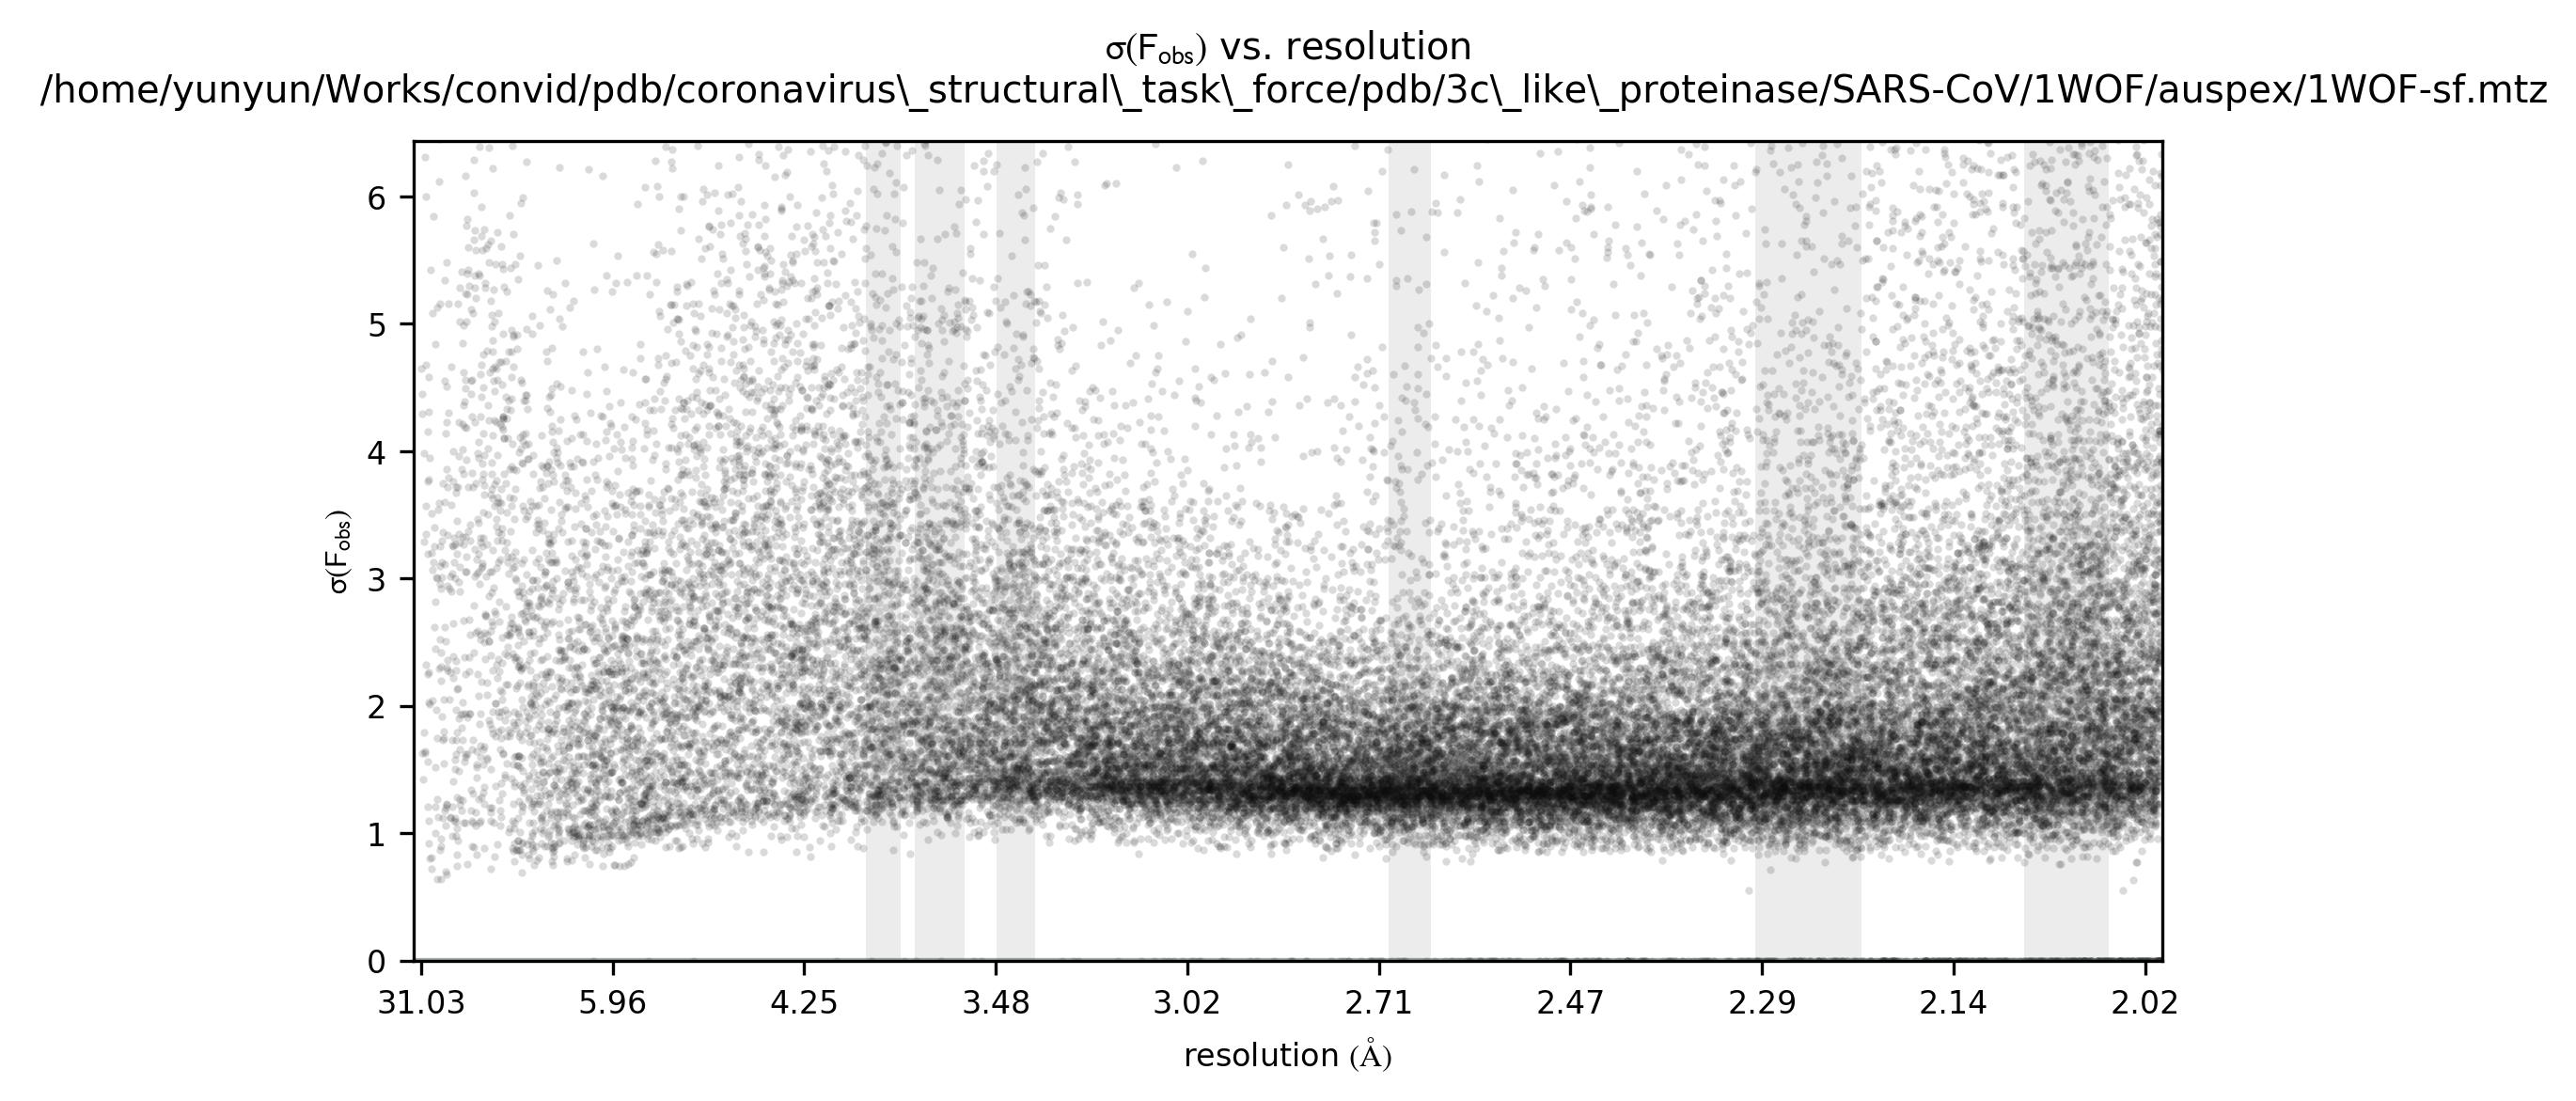 σ(F_obs) vs. resolution
/home/yunyun/Works/convid/pdb/coronavirus\_structural\_task\_force/pdb/3c\_like\_proteinase/SARS-CoV/1WOF/auspex/1WOF-sf.mtz
6
5
4
3
2
1
0
σ(F_obs)
31.03 5.96 4.25 3.48 3.02 2.71 2.47 2.29 2.14 2.02
resolution (Å)